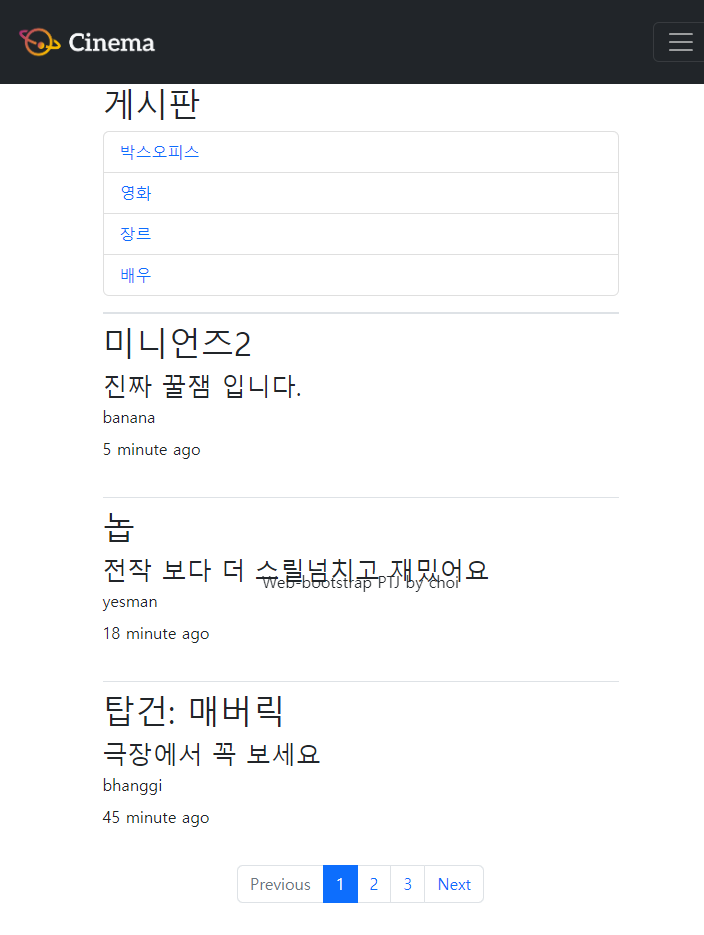 Cinema
게시판
박스오피스
영화
장르
배우
미니언즈2
진짜 꿀잼 입니다.
banana
5 minute ago
놉
전작 보다 더 스릴넘치고 재밌어요
Web-bootstrap PTJ by choi
yesman
18 minute ago
탑건: 매버릭
극장에서 꼭 보세요
bhanggi
45 minute ago
Previous 1 2 3 Next